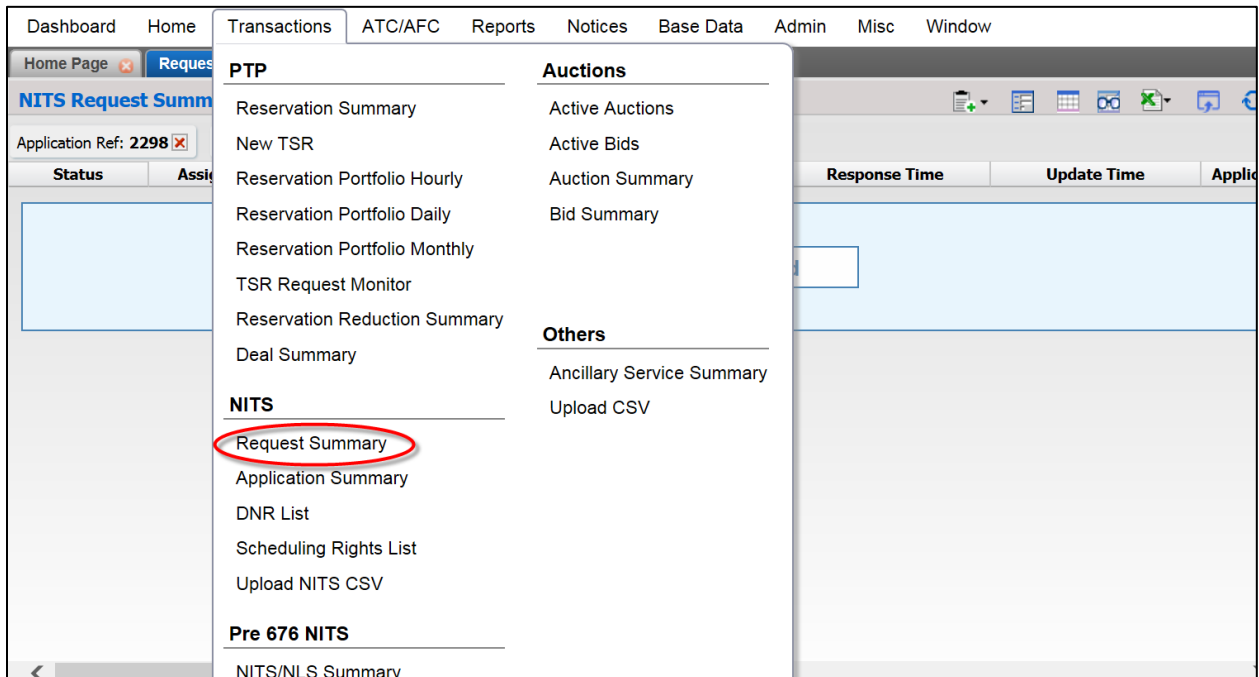 Dashboard Home Transactions ATC/AFC Reports Notices Base Data Admin Misc Window
Home Page Reques
NITS Request Summ
Application Ref: 2298
Status Assig Response Time Update Time Applic
PTP
Reservation Summary
New TSR
Reservation Portfolio Hourly
Reservation Portfolio Daily
Reservation Portfolio Monthly
TSR Request Monitor
Reservation Reduction Summary
Deal Summary
NITS
Request Summary
Application Summary
DNR List
Scheduling Rights List
Upload NITS CSV
Pre 676 NITS
NITS/NLS Summary
Auctions
Active Auctions
Active Bids
Auction Summary
Bid Summary
Others
Ancillary Service Summary
Upload CSV